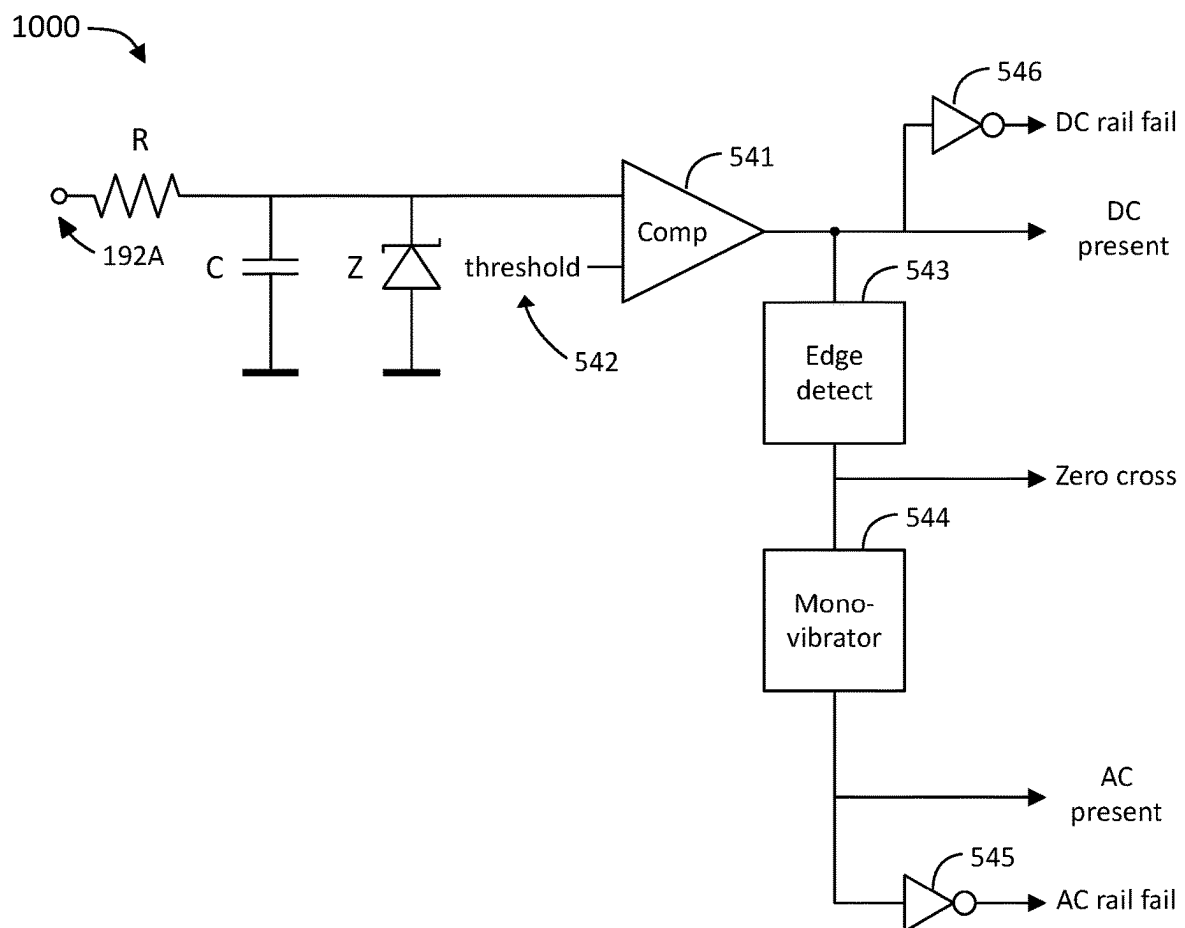 1000
546
DC rail fail
R
541
DC
present
192A
Comp
C
Z
threshold
543
542
Edge
detect
Zero cross
544
Mono-
vibrator
AC
present
545
AC rail fail